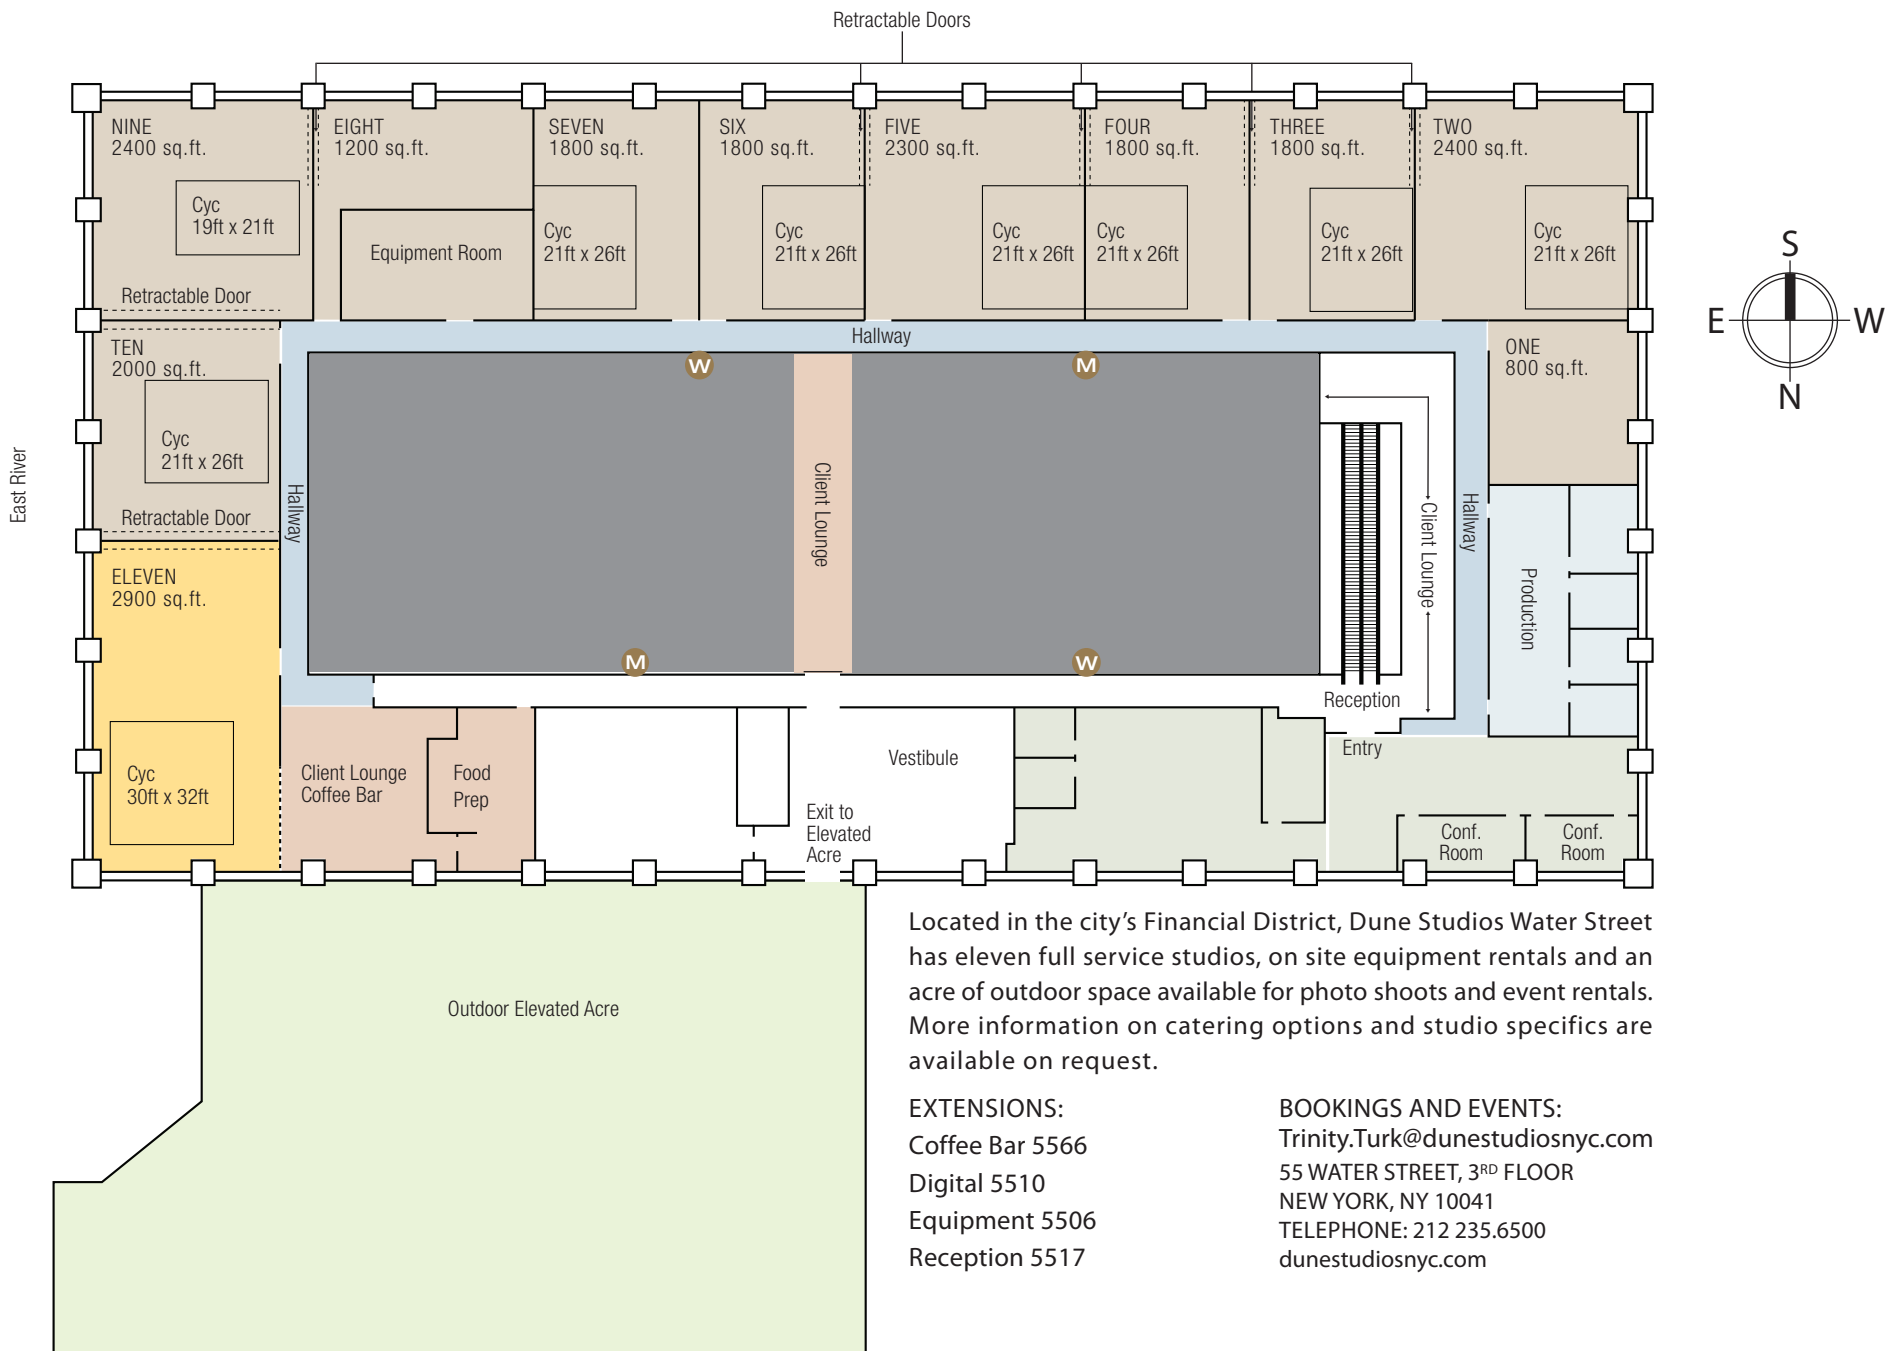 Retractable Doors
NINE
2400 sq.ft.
EIGHT
1200 sq.ft.
SEVEN
1800 sq.ft.
SIX
1800 sq.ft.
FIVE
2300 sq.ft.
FOUR
1800 sq.ft.
THREE
1800 sq.ft.
TWO
2400 sq.ft.
Cyc
19ft x 21ft
Equipment Room
Cyc
21ft x 26ft
Cyc
21ft x 26ft
Cyc
21ft x 26ft
Cyc
21ft x 26ft
Cyc
21ft x 26ft
Cyc
21ft x 26ft
S
E
W
N
Retractable Door
Hallway
TEN
2000 sq.ft.
W
M
ONE
800 sq.ft.
Cyc
21ft x 26ft
East River
Retractable Door
Hallway
Client Lounge
Client Lounge
Hallway
Production
ELEVEN
2900 sq.ft.
M
W
Reception
Entry
Cyc
30ft x 32ft
Client Lounge
Coffee Bar
Food
Prep
Vestibule
Exit to
Elevated
Acre
Conf.
Room
Conf.
Room
Outdoor Elevated Acre
Located in the city’s Financial District, Dune Studios Water Street
has eleven full service studios, on site equipment rentals and an
acre of outdoor space available for photo shoots and event rentals.
More information on catering options and studio specifics are
available on request.
EXTENSIONS:
Coffee Bar 5566
Digital 5510
Equipment 5506
Reception 5517
BOOKINGS AND EVENTS:
Trinity.Turk@dunestudiosnyc.com
55 WATER STREET, 3RD FLOOR
NEW YORK, NY 10041
TELEPHONE: 212 235.6500
dunestudiosnyc.com